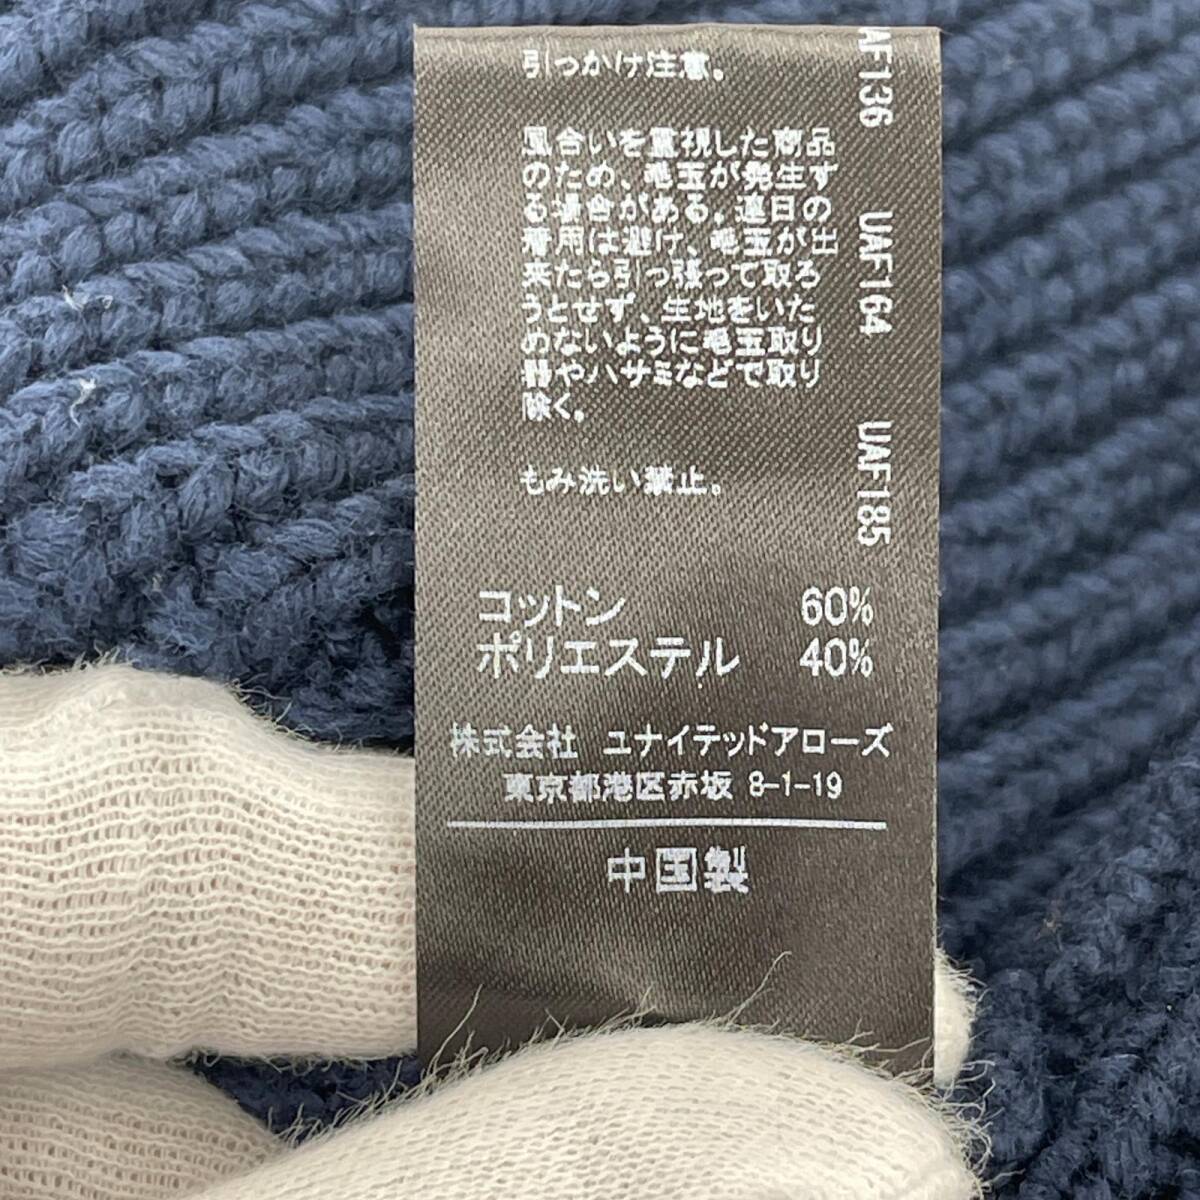 引っかけ注意。
風合いを重視した商品
のため、毛玉が発生す
る場合がある。連日の
着用は避け、毛玉が出
来たら引っ張って取ろ
うとせず、生地をいた
めないように毛玉取り
器やハサミなどで取り
除く。
もみ洗い禁止。
コットン 60%
ポリエステル 40%
株式会社 ユナイテッドアローズ
東京都港区赤坂 8-1-19
中国製
UAF136
UAF164
UAF185